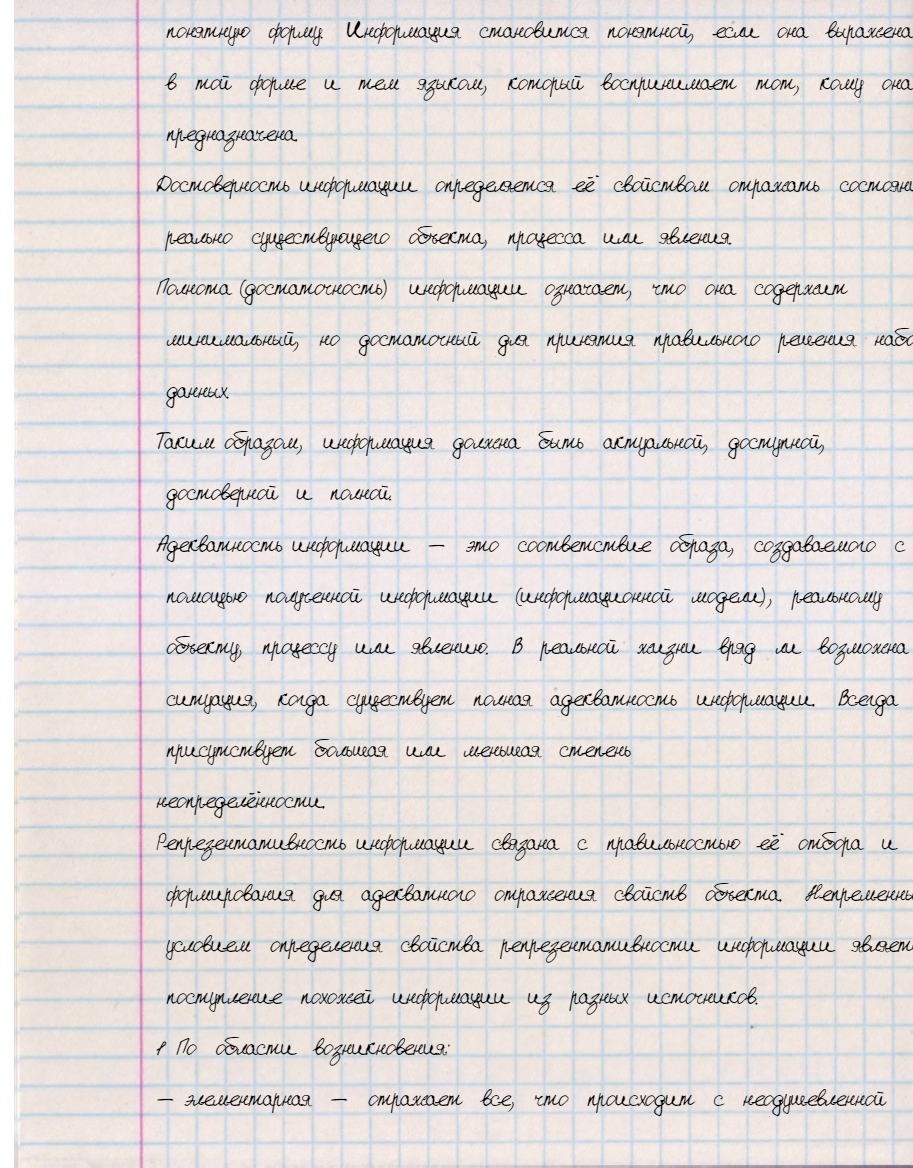 понятную форму. Информация становится понятной, если она выражена
в той форме и тем языком, который воспринимает тот, кому она
предназначена.
Достоверность информации определяется её свойством отражать состояни
реально существующего объекта, процесса или явления.
Полнота (достаточность) информации означает, что она содержит
минимальный, но достаточный для принятия правильного решения набо
данных
Таким образом, информация должна быть актуальной, доступной,
достоверной и полной.
Адекватность информации — это соответствие образа, создаваемого с
помощью полученной информации (информационной модели), реальному
объекту, процессу или явлению. В реальной жизни вряд ли возможна
ситуация, когда существует полная адекватность информации. Всегда
присутствует большая или меньшая степень
неопределённости.
Репрезентативность информации связана с правильностью её отбора и
формирования для адекватного отражения свойств объекта. Непременны
условием определения свойства репрезентативности информации являет
поступление похожей информации из разных источников.
1 По области возникновения:
— элементарная — отражает все, что происходит с неодушевленной